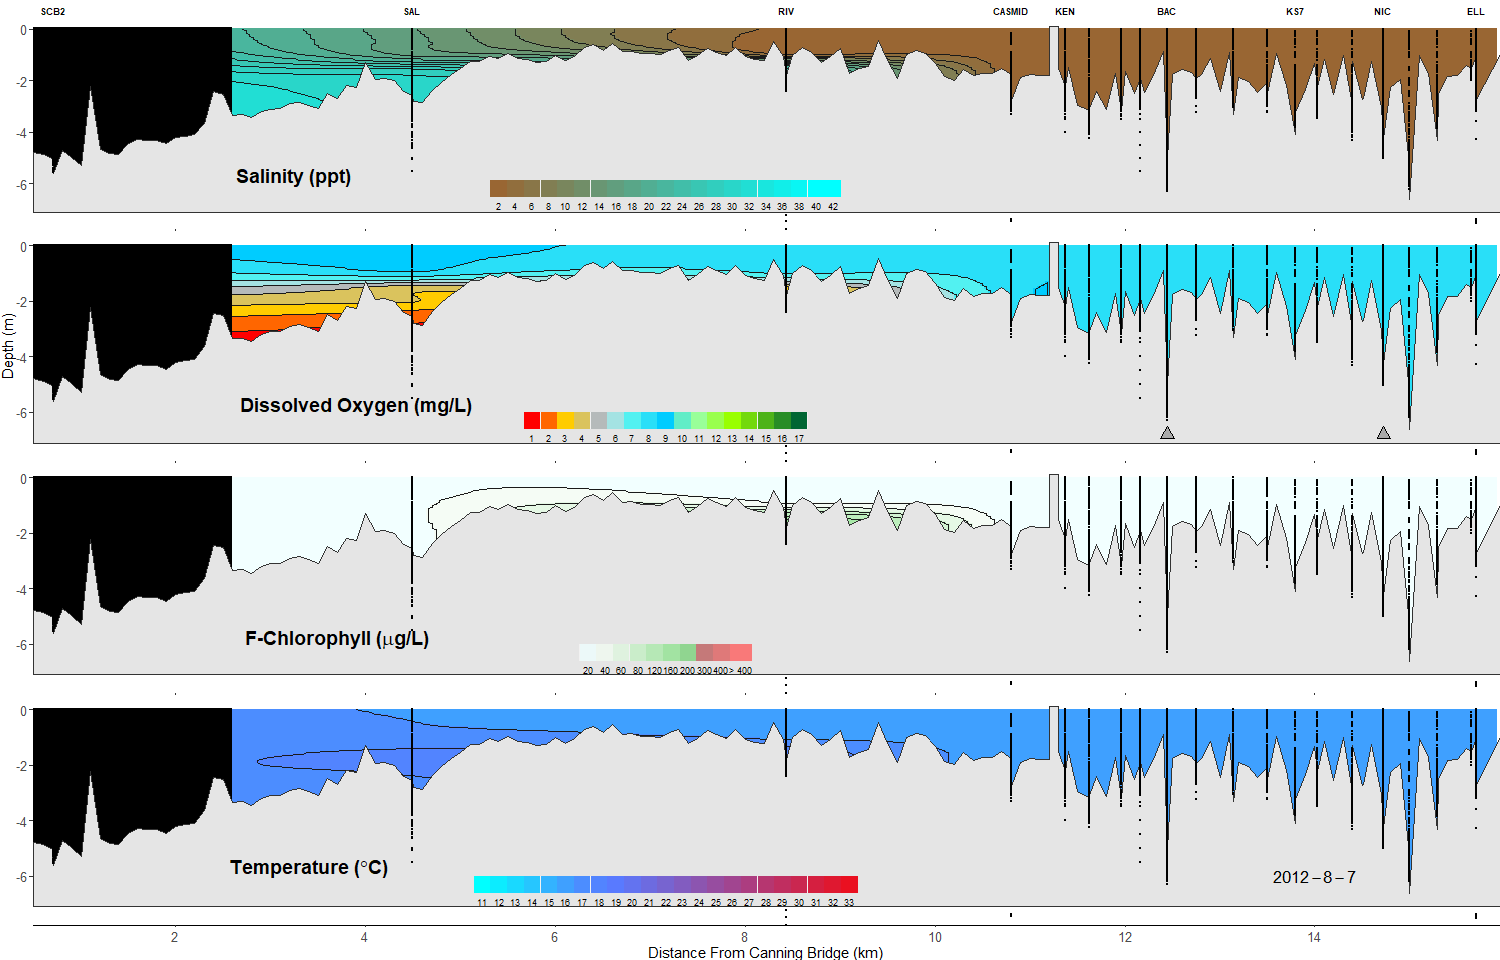 SCB2 SAL RIV CASMID KEN BAC KS7 NIC ELL
0
-2
-4
-6
Salinity (ppt)
2 4 6 8 10 12 14 16 18 20 22 24 26 28 30 32 34 36 38 40 42
0
-2
-4
-6
Dissolved Oxygen (mg/L)
1 2 3 4 5 6 7 8 9 10 11 12 13 14 15 16 17
Depth (m)
0
-2
-4
-6
F-Chlorophyll (µg/L)
20 40 60 80 120 160 200 300 400 > 400
0
-2
-4
-6
Temperature (°C)
2012-8-7
11 12 13 14 15 16 17 18 19 20 21 22 23 24 25 26 27 28 29 30 31 32 33
2 4 6 8 10 12 14
Distance From Canning Bridge (km)